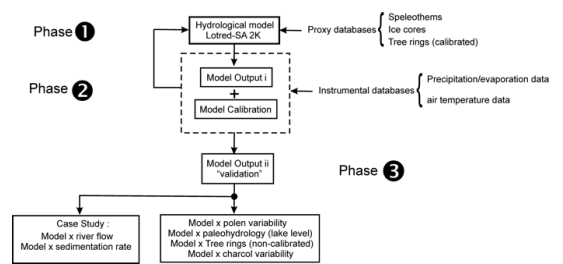 Phase 1
Hydrological model
Lotred-SA 2K
Proxy databases
Speleothems
Ice cores
Tree rings (calibrated)
Phase 2
Model Output i
+
Model Calibration
Instrumental databases
Precipitation/evaporation data
air temperature data
Model Output ii
"validation"
Phase 3
Case Study :
Model x river flow
Model x sedimentation rate
Model x polen variability
Model x paleohydrology (lake level)
Model x Tree rings (non-calibrated)
Model x charcol variability